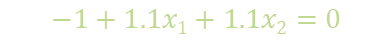 −1 + 1.1x₁ + 1.1x₂ = 0